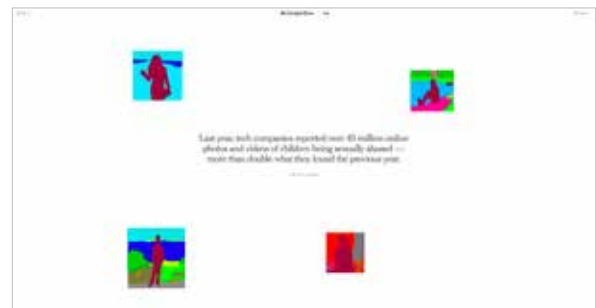 Last year, tech companies reported over 45 million online
photos and videos of children being sexually abused —
more than double what they found the previous year.